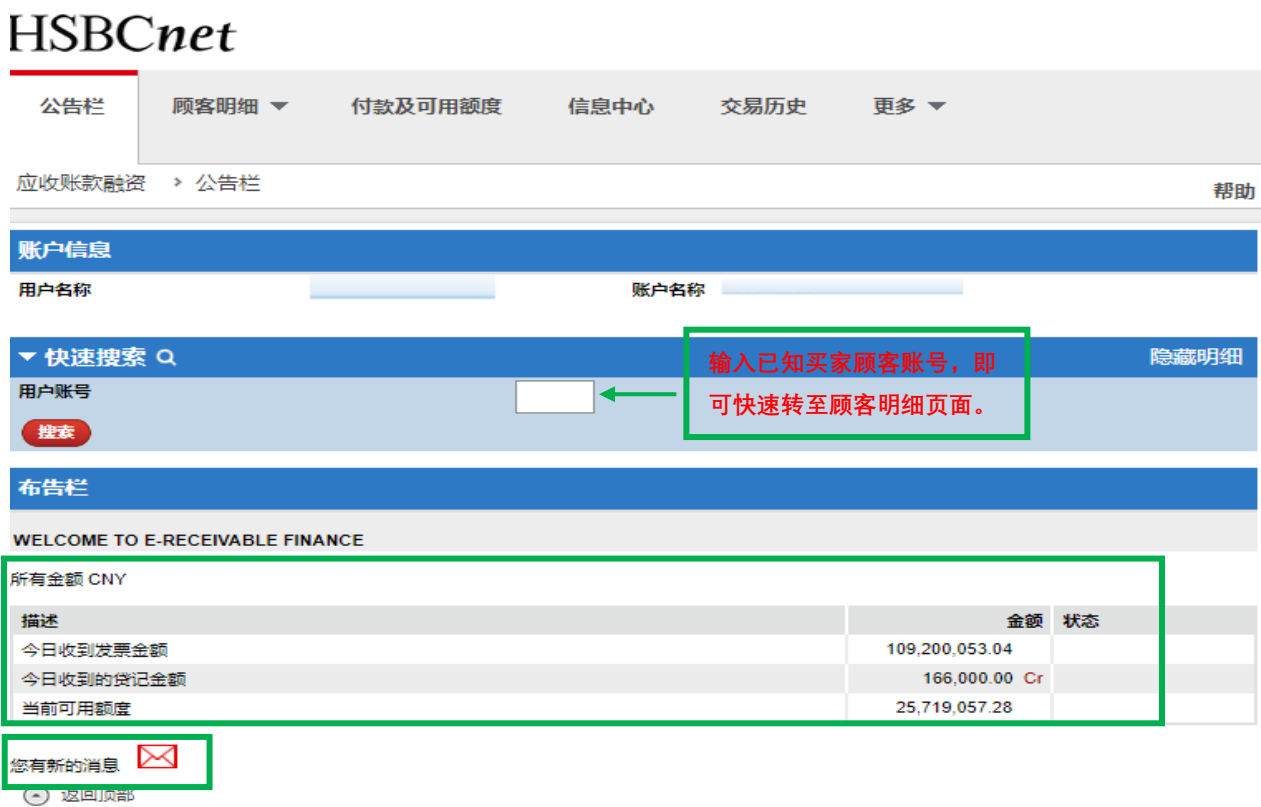 HSBCnet
公告栏 顾客明细 付款及可用额度 信息中心 交易历史 更多
应收账款融资 > 公告栏
帮助
账户信息
用户名称 账户名称
快速搜索 隐藏明细
输入已知买家顾客账号，即
可快速转至顾客明细页面。
用户账号
搜索
布告栏
WELCOME TO E-RECEIVABLE FINANCE
所有金额 CNY
描述 金额 状态
今日收到发票金额 109,200,053.04
今日收到的贷记金额 166,000.00 Cr
当前可用额度 25,719,057.28
您有新的消息
返回顶部